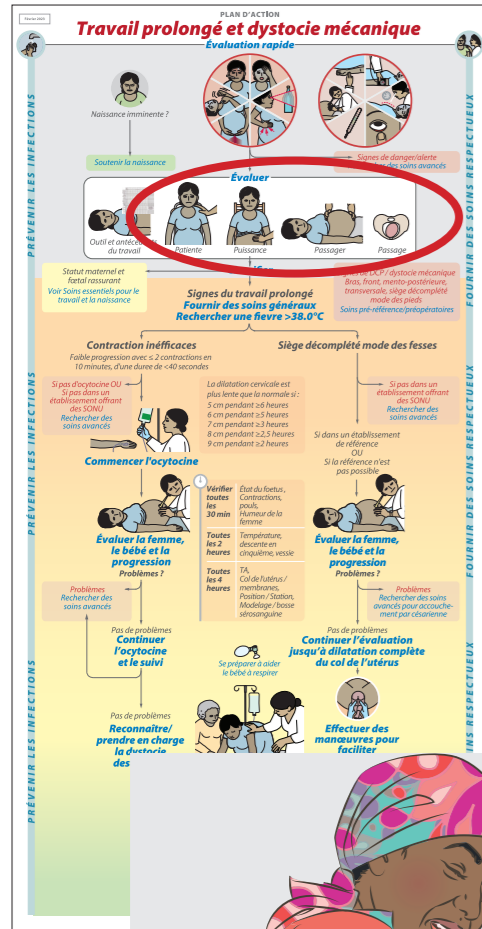 Février 2022
PLAN D'ACTION
Travail prolongé et dystocie mécanique
Évaluation rapide
Naissance imminente ?
Soutenir la naissance
Signes de danger/alerte
des soins avancés
Évaluer
Outil et antécédents
du travail
Patiente
Puissance
Passager
Passage
Statut maternel et
fœtal rassurant
Voir Soins essentiels pour le
travail et la naissance
de DCP / dystocie mécanique
Bras, front, mento-postérieure,
transversale, siège décomplété
mode des pieds
Soins pré-référence/préopératoires
Signes du travail prolongé
Fournir des soins généraux
Rechercher une fievre >38.0°C
Contraction inéfficaces
Faible progression avec ≤ 2 contractions en
10 minutes, d'une durée de <40 secondes
Siège décomplété mode des fesses
Si pas d'ocytocine OU
Si pas dans un
établissement offrant
des SONU
Rechercher des
soins avancés
La dilatation cervicale est
plus lente que la normale si :
5 cm pendant ≥6 heures
6 cm pendant ≥5 heures
7 cm pendant ≥3 heures
8 cm pendant ≥2,5 heures
9 cm pendant ≥2 heures
Si pas dans un
établissement offrant
des SONU
Rechercher des
soins avancés
Commencer l'ocytocine
Si dans un établissement
de référence
OU
Si la référence n'est
pas possible
Vérifier
toutes
les
30 min
État du foetus ,
Contractions,
pouls,
Humeur de la
femme
Toutes
les 2
heures
Température,
descente en
cinquième, vessie
Toutes
les 4
heures
TA,
Col de l'utérus /
membranes,
Position / Station,
Modelage / bosse
sérosanguine
Évaluer la femme,
le bébé et la
progression
Problèmes ?
Évaluer la femme,
le bébé et la
progression
Problèmes ?
Problèmes
Rechercher des
soins avancés
Problèmes
Rechercher des soins
avancés pour accouche-
ment par césarienne
Pas de problèmes
Continuer
l'ocytocine
et le suivi
Se préparer à aider
le bébé à respirer
Pas de problèmes
Continuer l'évaluation
jusqu'à dilatation complète
du col de l'utérus
Pas de problèmes
Reconnaître/
prendre en charge
la dystocie
des
Effectuer des
manœuvres pour
faciliter
PRÉVENIR LES INFECTIONS
PRÉVENIR LES INFECTIONS
PRÉVENIR LES INFECTIONS
FOURNIR DES SOINS RESPECTUEUX
FOURNIR DES SOINS RESPECTUEUX
INS RESPECTUEUX